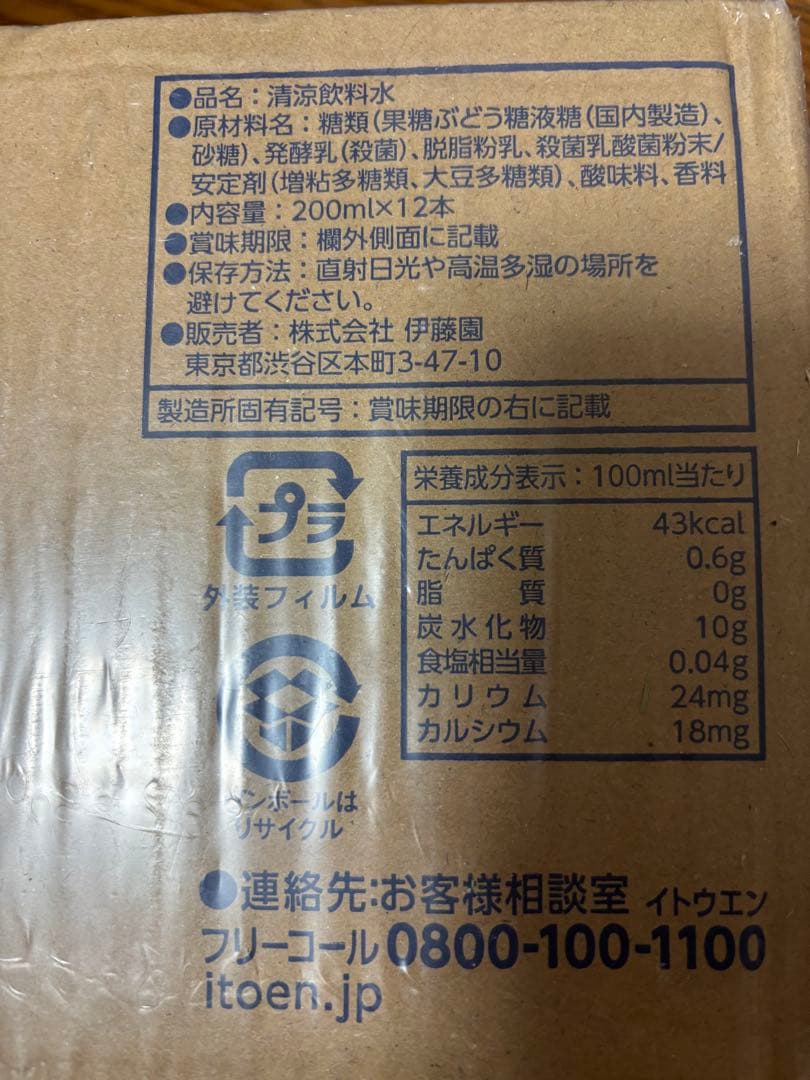 ●品名：清涼飲料水
●原材料名：糖類(果糖ぶどう糖液糖(国内製造)、
砂糖)、発酵乳(殺菌)、脱脂粉乳、殺菌乳酸菌粉末/
安定剤(増粘多糖類、大豆多糖類)、酸味料、香料
●内容量：200ml×12本
●賞味期限：欄外側面に記載
●保存方法：直射日光や高温多湿の場所を
避けてください。
●販売者：株式会社 伊藤園
東京都渋谷区本町3-47-10
製造所固有記号：賞味期限の右に記載
プラ
外装フィルム
ダンボールは
リサイクル
栄養成分表示：100ml当たり
エネルギー 43kcal
たんぱく質 0.6g
脂質 0g
炭水化物 10g
食塩相当量 0.04g
カリウム 24mg
カルシウム 18mg
●連絡先:お客様相談室 イトウエン
フリーコール0800-100-1100
itoen.jp